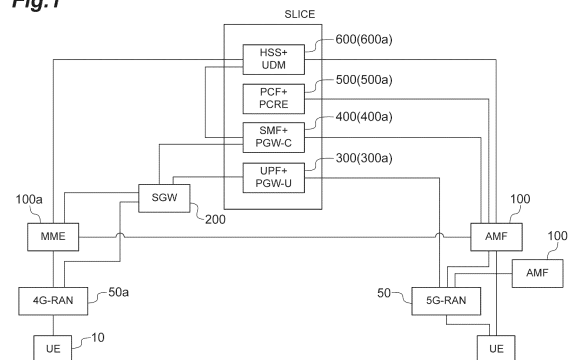 Fig.1
SLICE
HSS+
UDM
600(600a)
PCF+
PCRE
500(500a)
SMF+
PGW-C
400(400a)
UPF+
PGW-U
300(300a)
100a
SGW
200
100
MME
AMF
100
AMF
4G-RAN
50a
50
5G-RAN
UE
10
UE